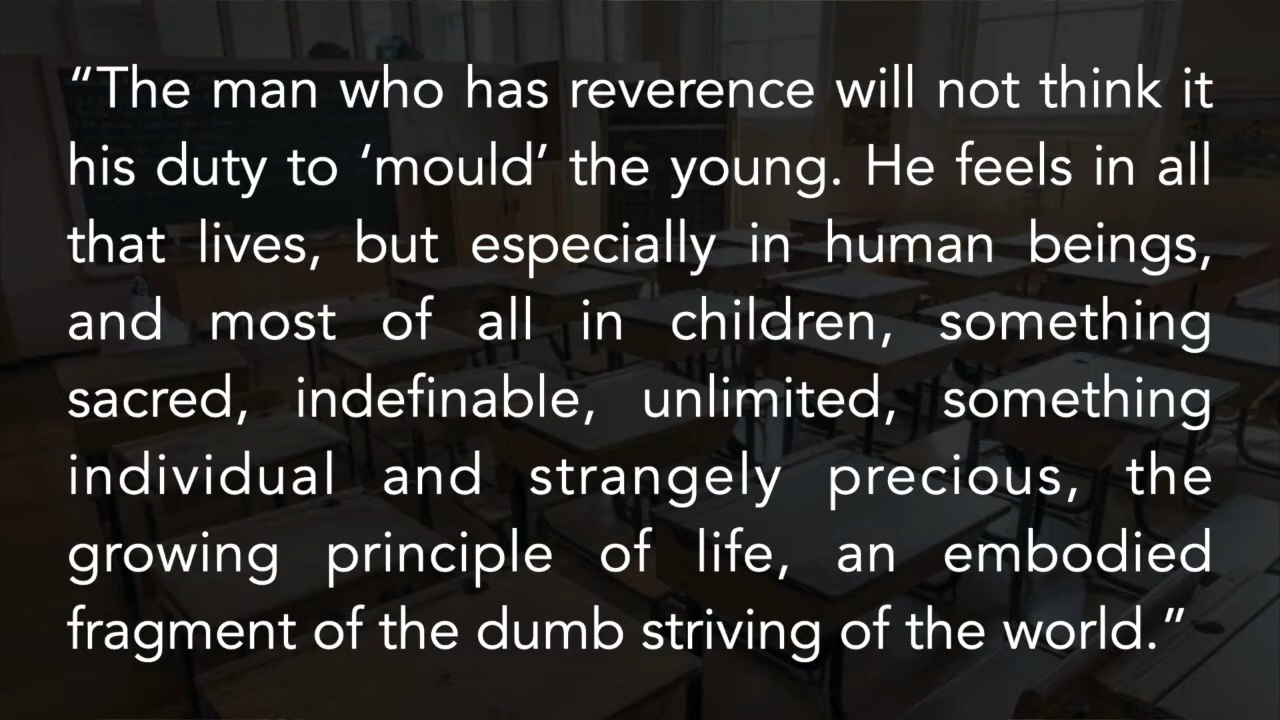 “The man who has reverence will not think it
his duty to ‘mould’ the young. He feels in all
that lives, but especially in human beings,
and most of all in children, something
sacred, indefinable, unlimited, something
individual and strangely precious, the
growing principle of life, an embodied
fragment of the dumb striving of the world.”